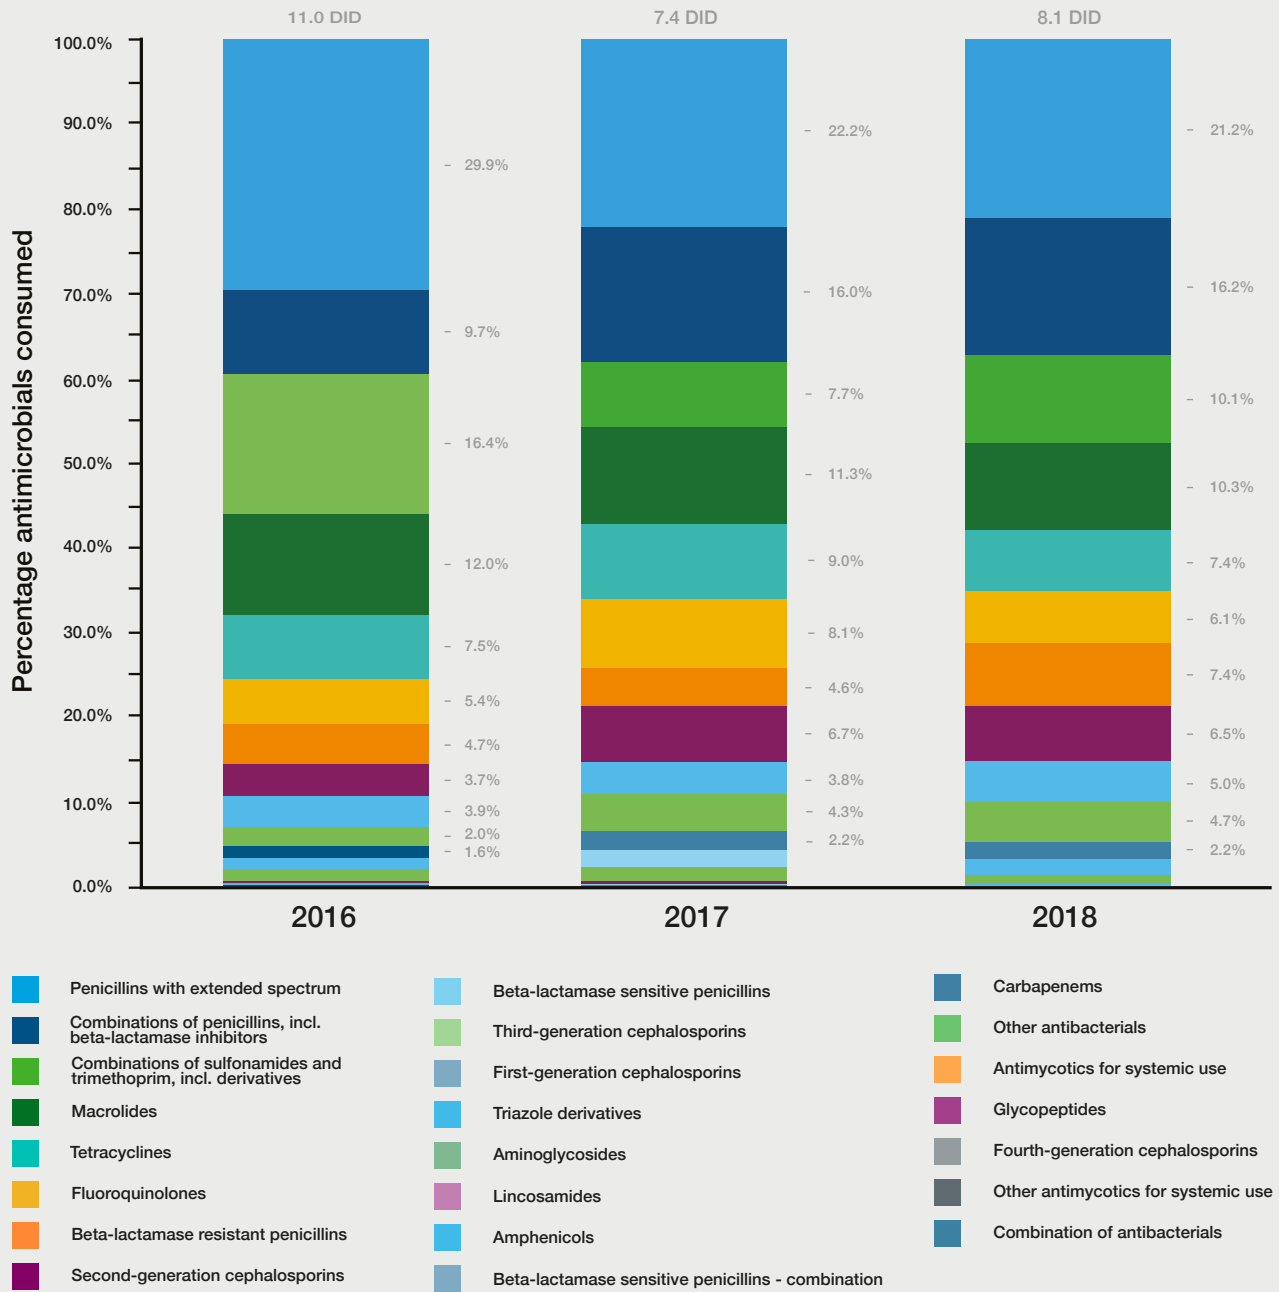 11.0 DID
7.4 DID
8.1 DID
Percentage antimicrobials consumed
100.0%
90.0%
80.0%
70.0%
60.0%
50.0%
40.0%
30.0%
20.0%
10.0%
0.0%
29.9%
9.7%
16.4%
12.0%
7.5%
5.4%
4.7%
3.7%
3.9%
2.0%
1.6%
22.2%
16.0%
7.7%
11.3%
9.0%
8.1%
4.6%
6.7%
3.8%
4.3%
2.2%
21.2%
16.2%
10.1%
10.3%
7.4%
6.1%
7.4%
6.5%
5.0%
4.7%
2.2%
2016
2017
2018
Penicillins with extended spectrum
Combinations of penicillins, incl.
beta-lactamase inhibitors
Combinations of sulfonamides and
trimethoprim, incl. derivatives
Macrolides
Tetracyclines
Fluoroquinolones
Beta-lactamase resistant penicillins
Second-generation cephalosporins
Beta-lactamase sensitive penicillins
Third-generation cephalosporins
First-generation cephalosporins
Triazole derivatives
Aminoglycosides
Lincosamides
Amphenicols
Beta-lactamase sensitive penicillins - combination
Carbapenems
Other antibacterials
Antimycotics for systemic use
Glycopeptides
Fourth-generation cephalosporins
Other antimycotics for systemic use
Combination of antibacterials